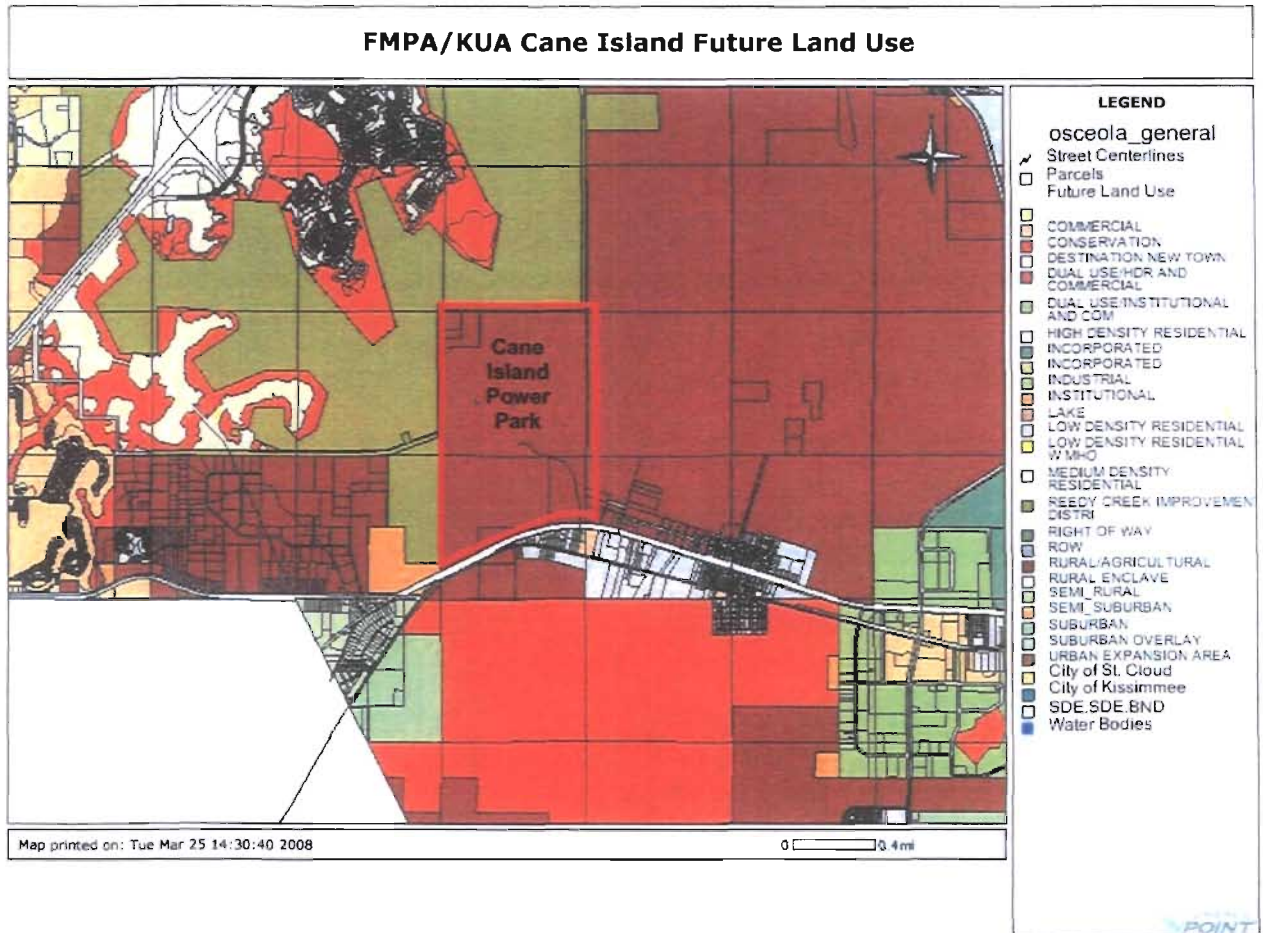 FMPA/KUA Cane Island Future Land Use
Cane
Island
Power
Park
Map printed on: Tue Mar 25 14:30:40 2008
0 0.4mi
LEGEND
osceola_general
Street Centerlines
Parcels
Future Land Use
COMMERCIAL
CONSERVATION
DESTINATION NEW TOWN
DUAL USE/HDR AND
COMMERCIAL
DUAL USE/INSTITUTIONAL
AND COM
HIGH DENSITY RESIDENTIAL
INCORPORATED
INCORPORATED
INDUSTRIAL
INSTITUTIONAL
LAKE
LOW DENSITY RESIDENTIAL
LOW DENSITY RESIDENTIAL
W MHO
MEDIUM DENSITY
RESIDENTIAL
REEDY CREEK IMPROVEMEN
DISTRI
RIGHT OF WAY
ROW
RURAL/AGRICULTURAL
RURAL ENCLAVE
SEMI_RURAL
SEMI_SUBURBAN
SUBURBAN
SUBURBAN OVERLAY
URBAN EXPANSION AREA
City of St. Cloud
City of Kissimmee
SDE.SDE.BND
Water Bodies
POINT